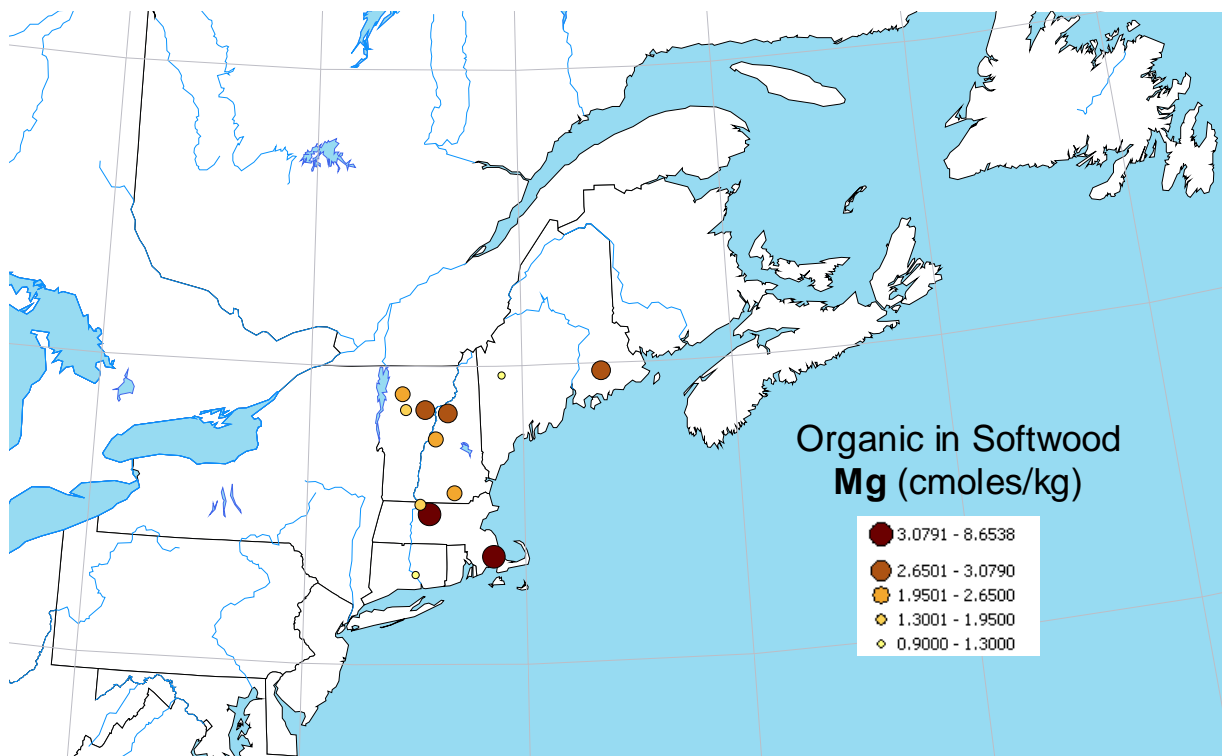 Organic in Softwood
Mg (cmoles/kg)
3.0791 - 8.6538
2.6501 - 3.0790
1.9501 - 2.6500
1.3001 - 1.9500
0.9000 - 1.3000